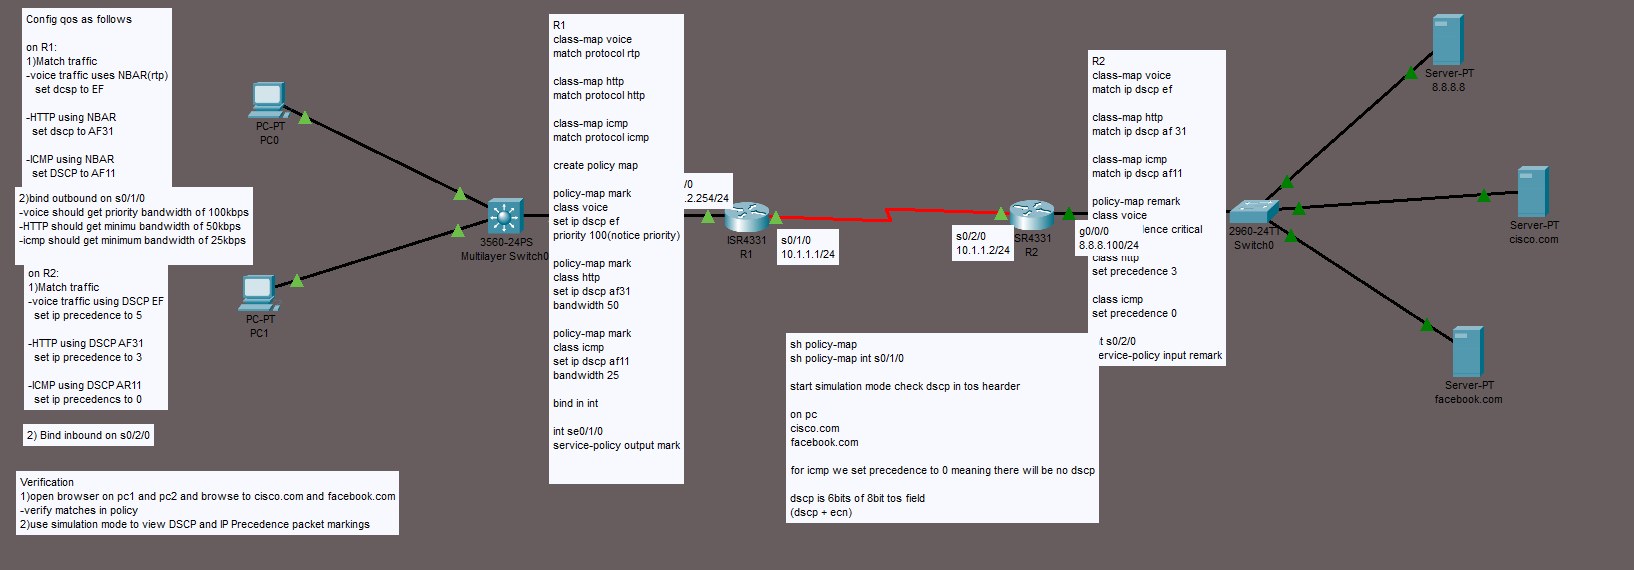 Config qos as follows
on R1:
1)Match traffic
-voice traffic uses NBAR(rtp)
set dcsp to EF
-HTTP using NBAR
set dscp to AF31
-ICMP using NBAR
set DSCP to AF11
2)bind outbound on s0/1/0
-voice should get priority bandwidth of 100kbps
-HTTP should get minimu bandwidth of 50kbps
-icmp should get minimum bandwidth of 25kbps
on R2:
1)Match traffic
-voice traffic using DSCP EF
set ip precedence to 5
-HTTP using DSCP AF31
set ip precedence to 3
-ICMP using DSCP AR11
set ip precedencs to 0
2) Bind inbound on s0/2/0
Verification
1)open browser on pc1 and pc2 and browse to cisco.com and facebook.com
-verify matches in policy
2)use simulation mode to view DSCP and IP Precedence packet markings
PC-PT
PC0
PC-PT
PC1
3560-24PS
Multilayer Switch0
R1
class-map voice
match protocol rtp
class-map http
match protocol http
class-map icmp
match protocol icmp
create policy map
policy-map mark
class voice
set ip dscp ef
priority 100(notice priority)
policy-map mark
class http
set ip dscp af31
bandwidth 50
policy-map mark
class icmp
set ip dscp af11
bandwidth 25
bind in int
int se0/1/0
service-policy output mark
/0
.2.254/24
ISR4331
R1
s0/1/0
10.1.1.1/24
s0/2/0
10.1.1.2/24
SR4331
R2
g0/0/0
8.8.8.100/24
R2
class-map voice
match ip dscp ef
class-map http
match ip dscp af 31
class-map icmp
match ip dscp af11
policy-map remark
class voice
lence critical
class http
set precedence 3
class icmp
set precedence 0
t s0/2/0
ervice-policy input remark
sh policy-map
sh policy-map int s0/1/0
start simulation mode check dscp in tos hearder
on pc
cisco.com
facebook.com
for icmp we set precedence to 0 meaning there will be no dscp
dscp is 6bits of 8bit tos field
(dscp + ecn)
2960-24TT
Switch0
Server-PT
8.8.8.8
Server-PT
cisco.com
Server-PT
facebook.com